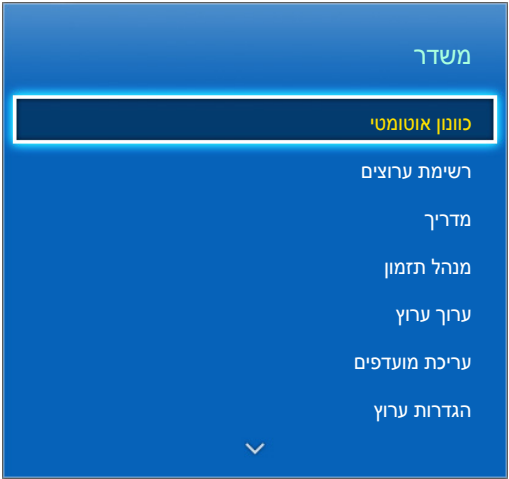 משדר
כוונון אוטומטי
רשימת ערוצים
מדריך
מנהל תזמון
ערוך ערוץ
עריכת מועדפים
הגדרות ערוץ